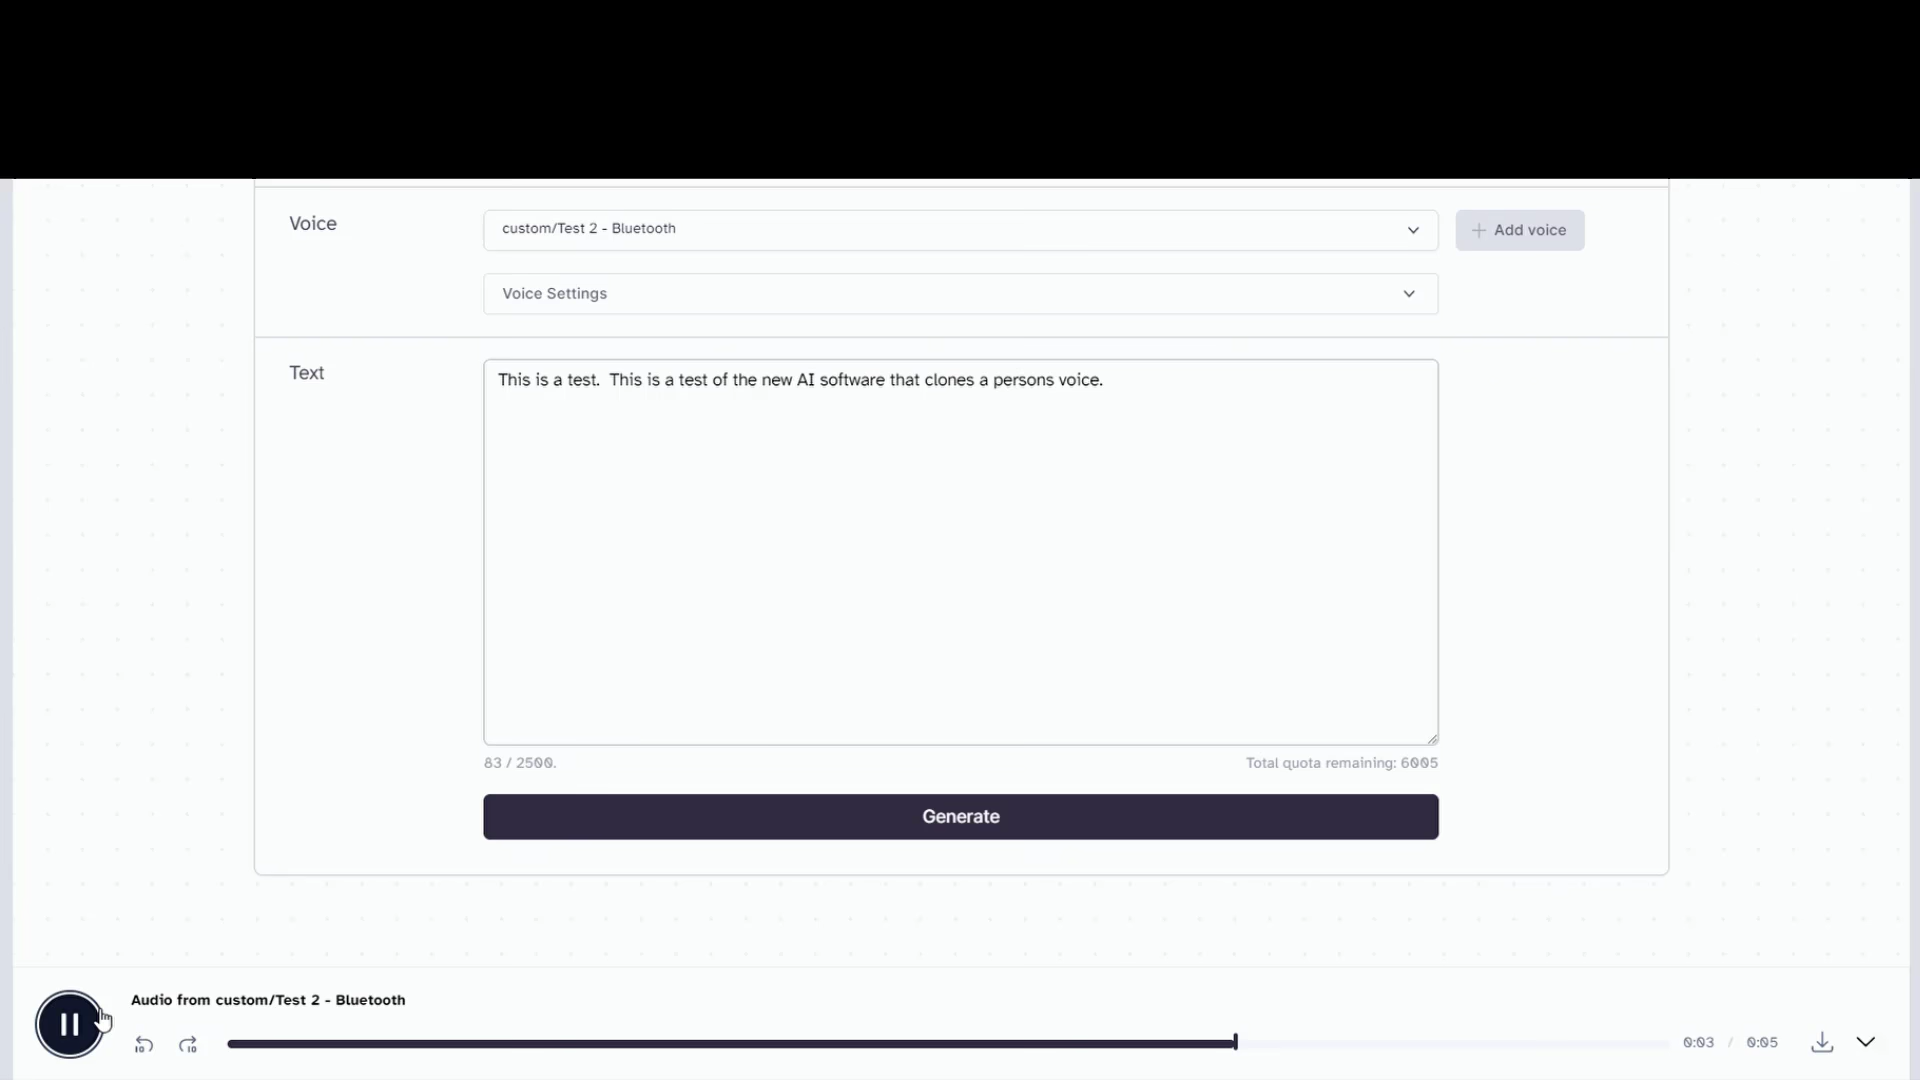 Voice
custom/Test 2 - Bluetooth
+ Add voice
Voice Settings
Text
This is a test.  This is a test of the new AI software that clones a persons voice.
83 / 2500.
Total quota remaining: 6005
Generate
Audio from custom/Test 2 - Bluetooth
10
10
0:03 / 0:05